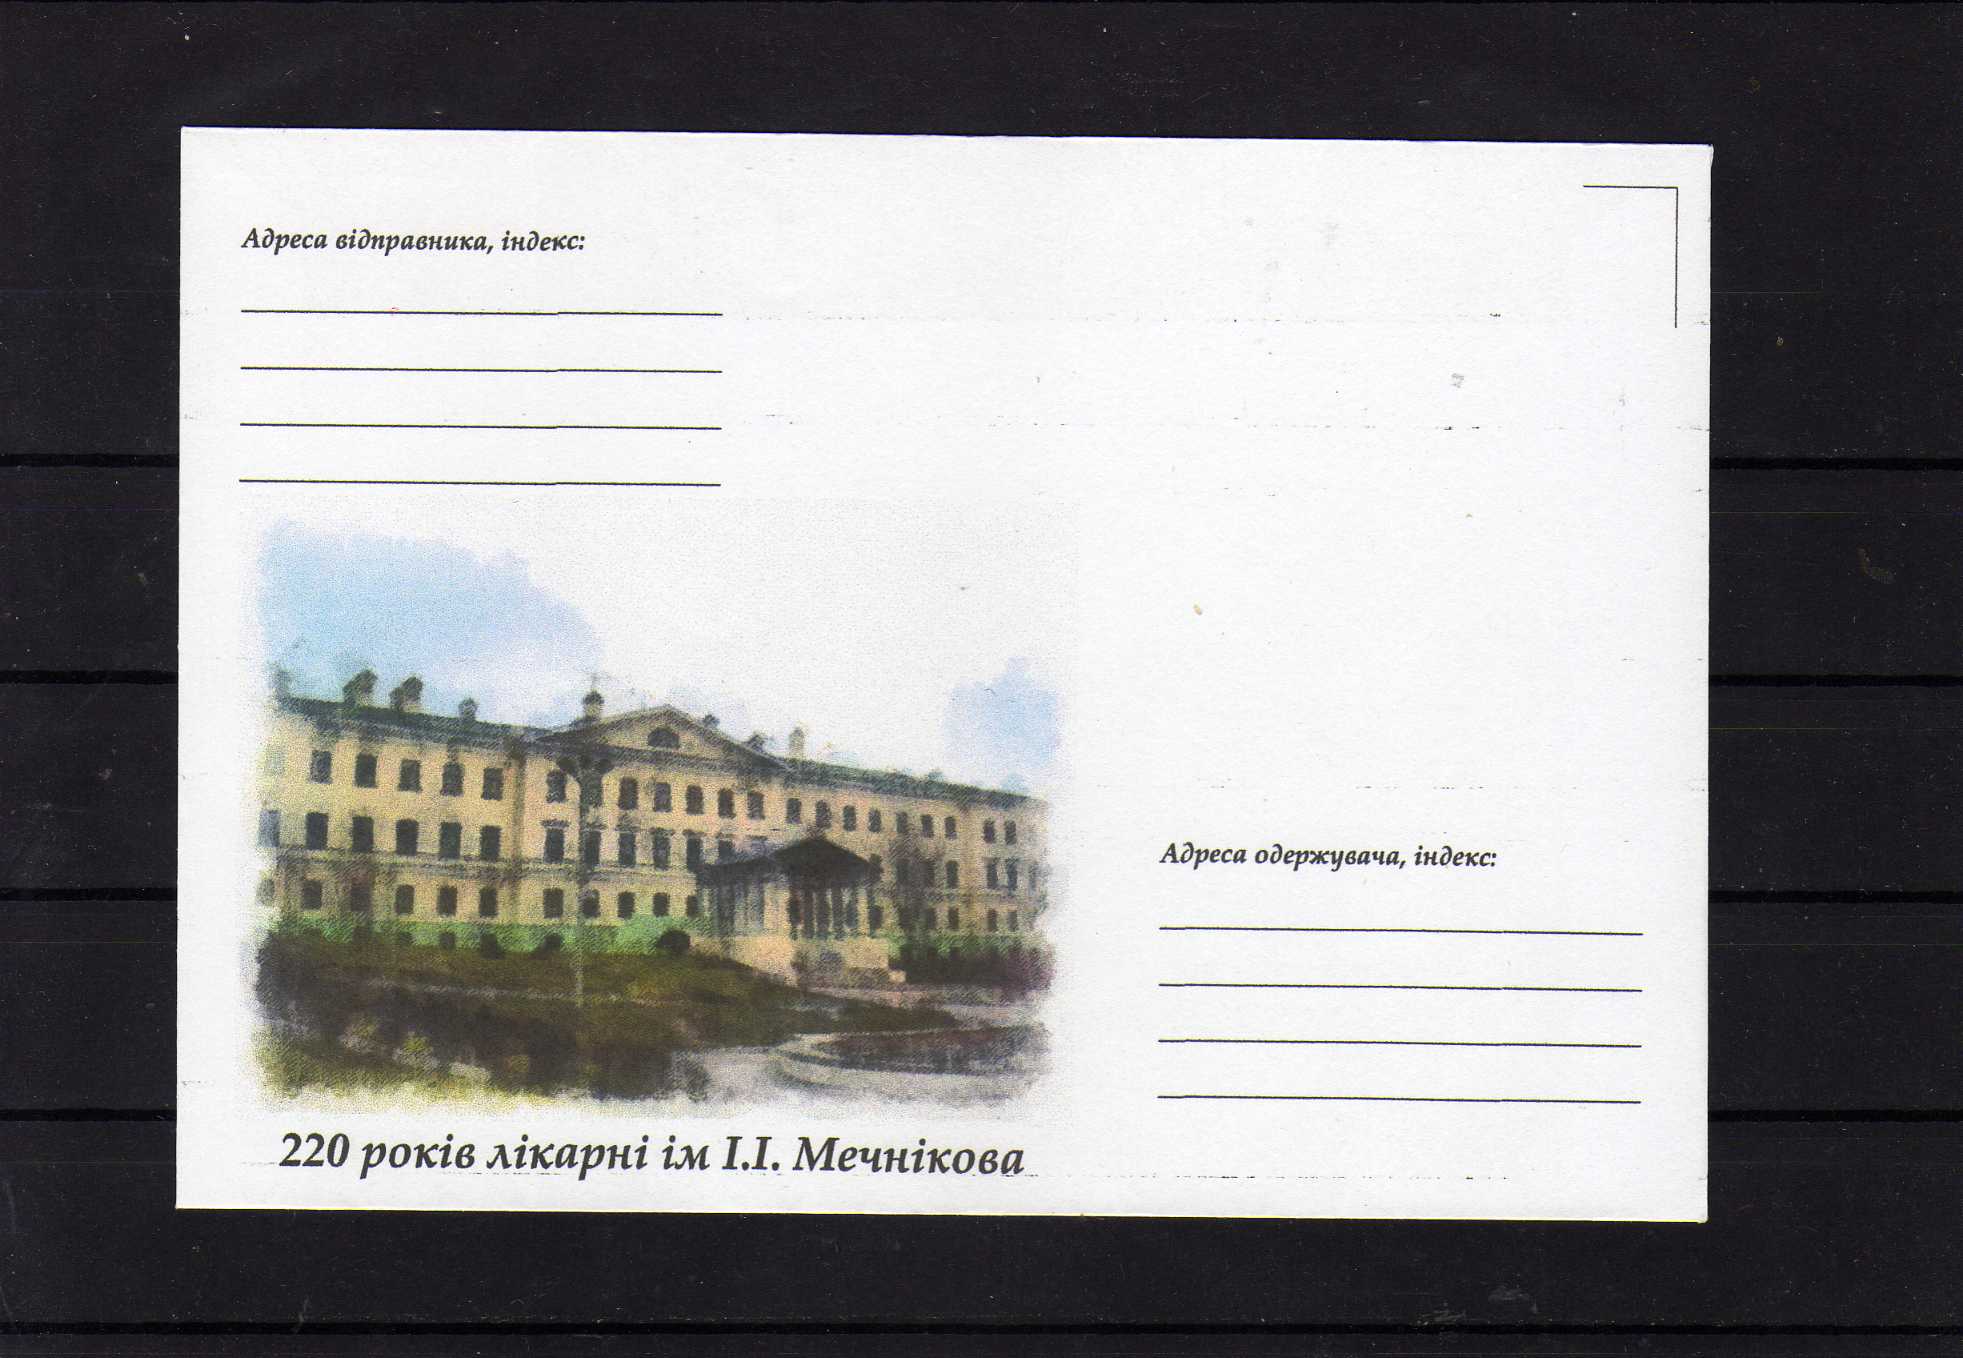 Адреса відправника, індекс:
220 років лікарні ім І.І. Мечнікова
Адреса одержувача, індекс: